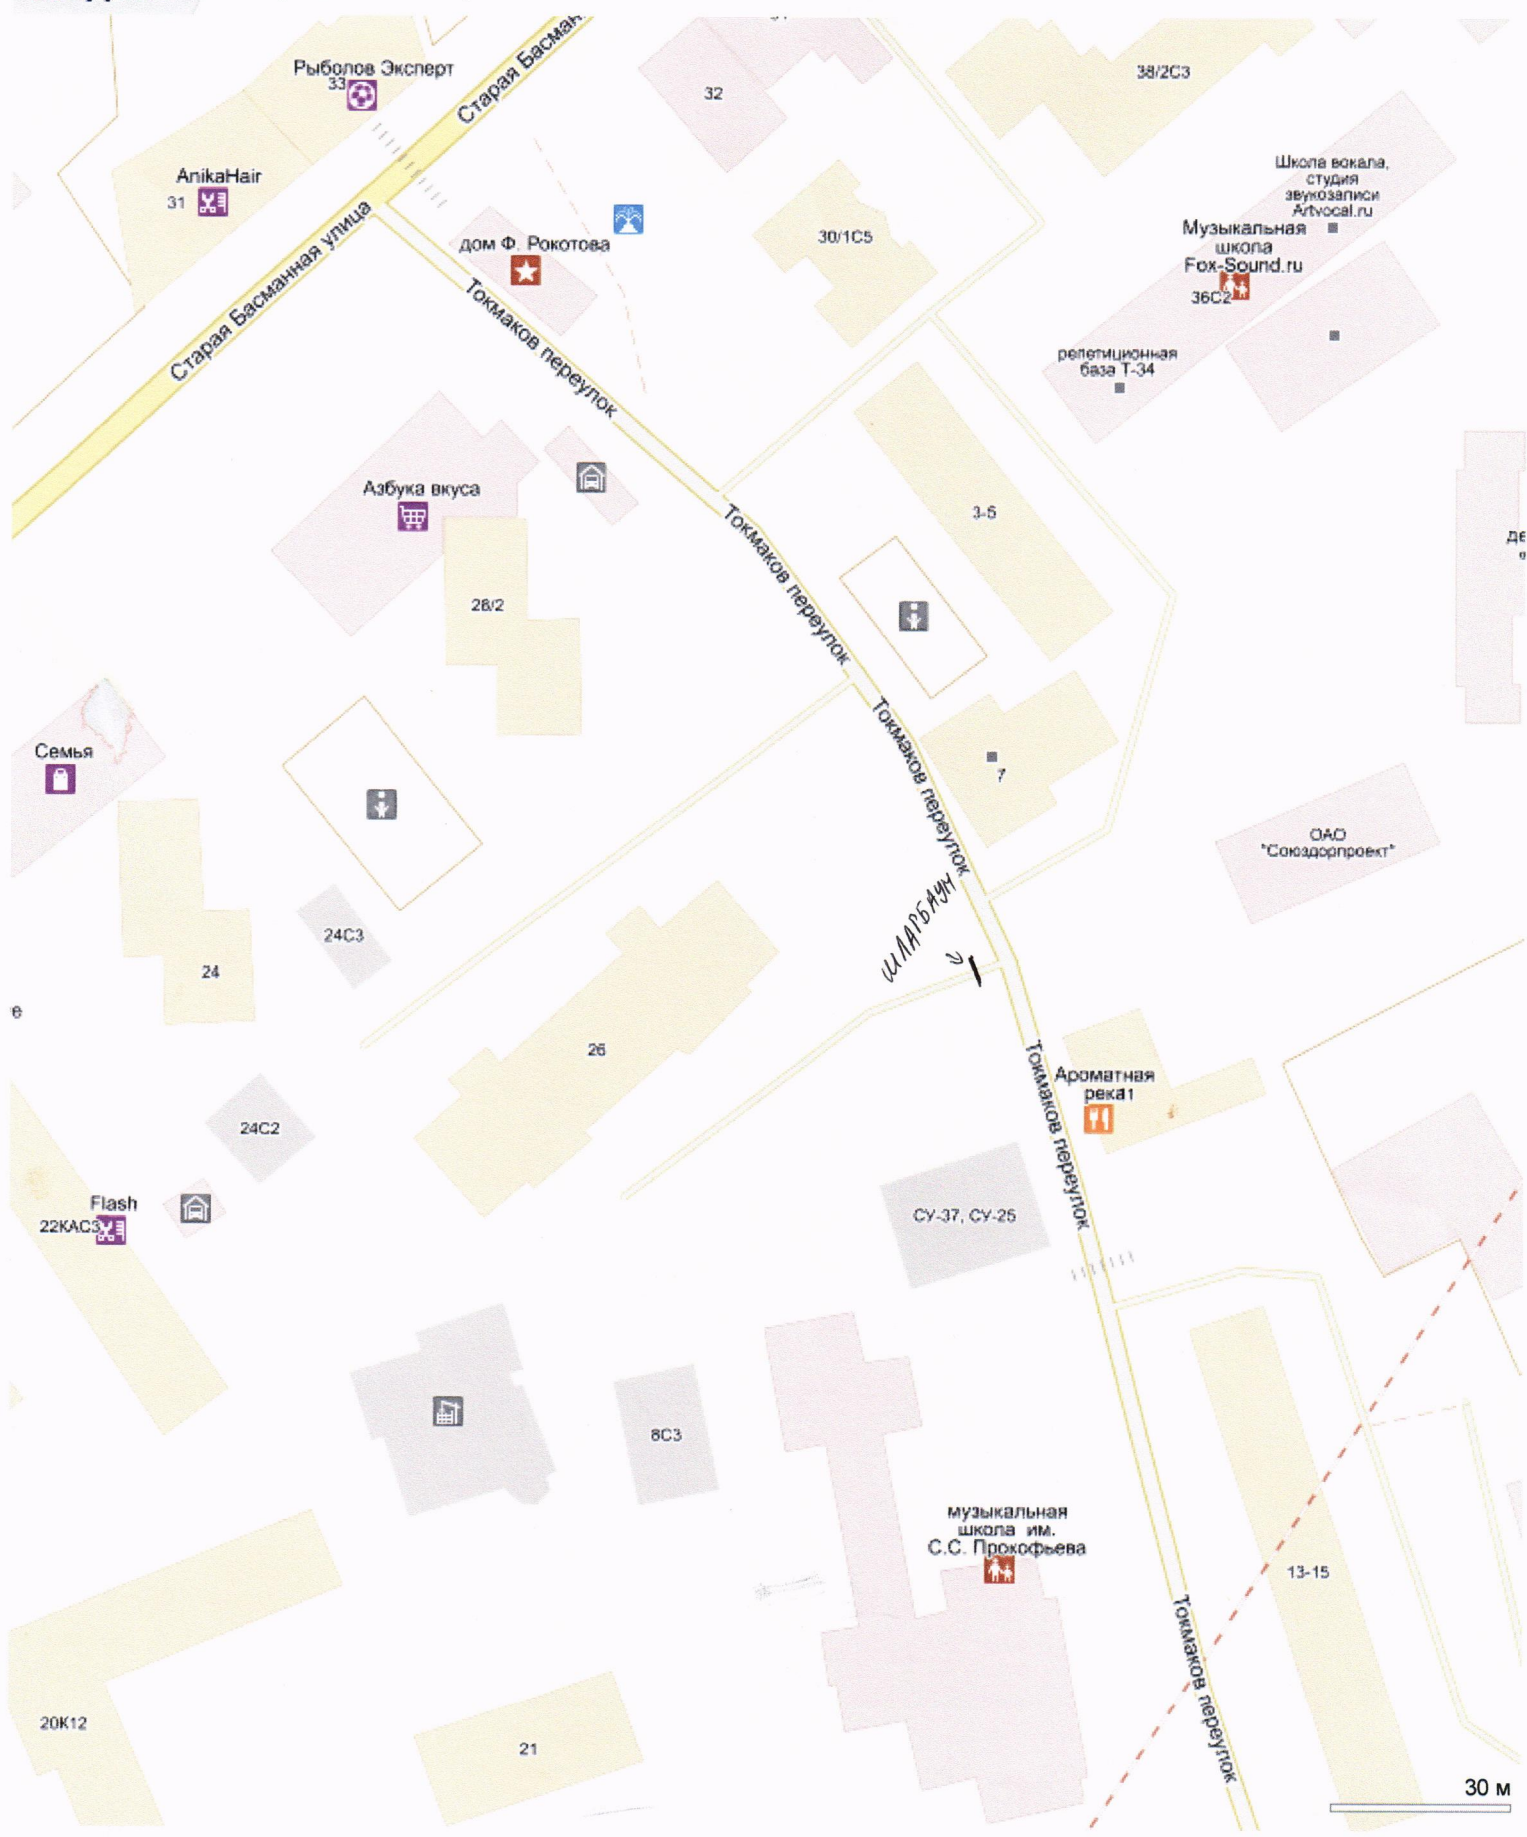 Рыболов Эксперт
33
Старая Басман
32
38/2С3
AnikaHair
31
Школа вокала,
студия
звукозаписи
Artvocal.ru
Музыкальная
школа
Fox-Sound.ru
36С2
дом Ф. Рокотова
30/1С5
Старая Басманная улица
Токмаков переулок
репетиционная
база Т-34
Азбука вкуса
3-5
Токмаков переулок
28/2
Семья
Токмаков переулок
7
ОАО
"Союздорпроект"
24С3
ШЛАГБАУМ
24
26
Токмаков переулок
Ароматная
река11
24С2
Flash
22КАС3
СУ-37, СУ-25
8С3
музыкальная
школа им.
С.С. Прокофьева
13-15
Токмаков переулок
20К12
21
30 м